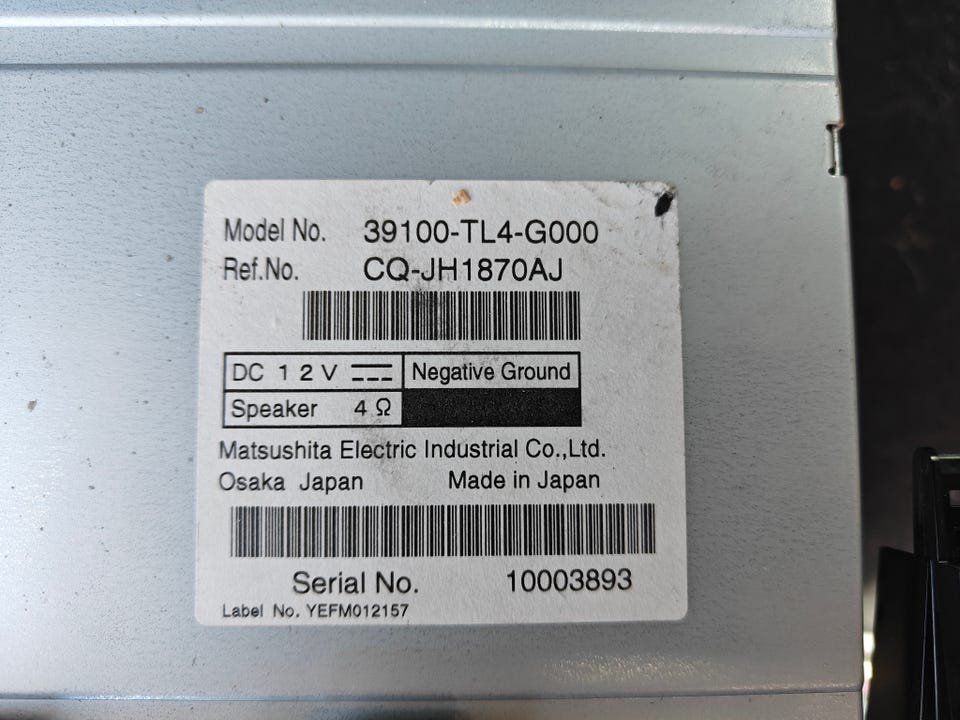 Model No. 39100-TL4-G000
Ref.No. CQ-JH1870AJ
DC 12V Negative Ground
Speaker 4Ω
Matsushita Electric Industrial Co.,Ltd.
Osaka Japan Made in Japan
Serial No. 10003893
Label No. YEFM012157